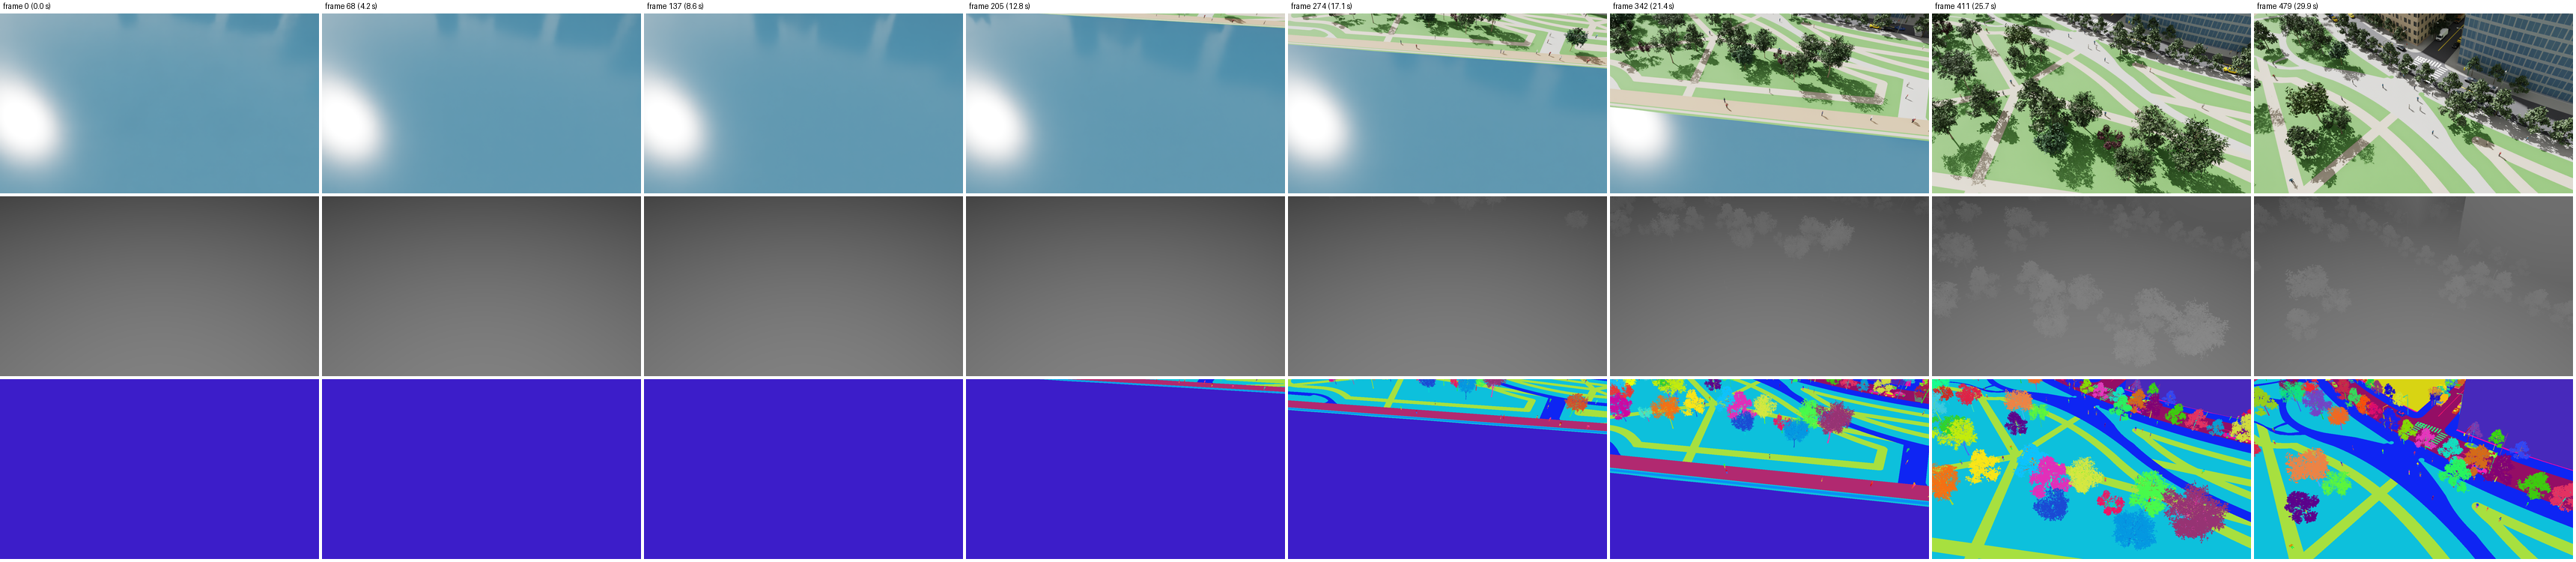 frame 0 (0.0 s)
frame 68 (4.2 s)
frame 137 (8.6 s)
frame 205 (12.8 s)
frame 274 (17.1 s)
frame 342 (21.4 s)
frame 411 (25.7 s)
frame 479 (29.9 s)